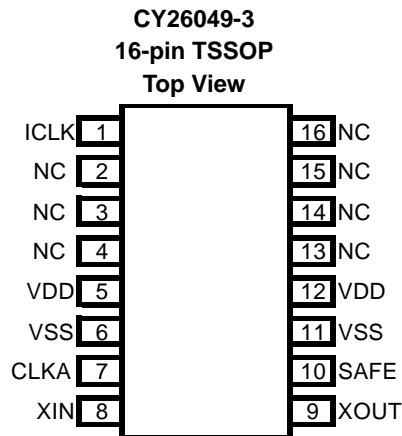 CY26049-3
16-pin TSSOP
Top View
ICLK 1 16 NC
NC 2 15 NC
NC 3 14 NC
NC 4 13 NC
VDD 5 12 VDD
VSS 6 11 VSS
CLKA 7 10 SAFE
XIN 8 9 XOUT